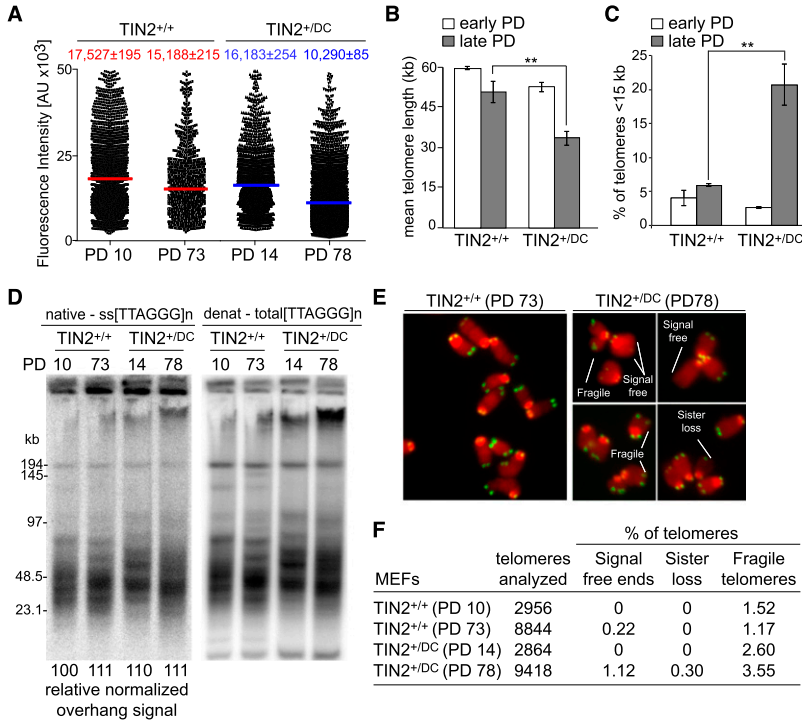 A
TIN2+/+ TIN2+/DC
17,527±195 15,188±215 16,183±254 10,290±85
Fluorescence Intensity [AU x10³]
50
25
0
PD 10 PD 73 PD 14 PD 78
B
early PD
late PD
**
mean telomere length (kb)
60
45
30
15
0
TIN2+/+ TIN2+/DC
C
early PD
late PD
**
% of telomeres <15 kb
25
20
15
10
5
0
TIN2+/+ TIN2+/DC
D
native - ss[TTAGGG]n denat - total[TTAGGG]n
TIN2+/+ TIN2+/DC TIN2+/+ TIN2+/DC
PD 10 73 14 78 10 73 14 78
kb
194-
145-
97-
48.5-
23.1-
100 111 110 111
relative normalized
overhang signal
E
TIN2+/+ (PD 73) TIN2+/DC (PD78)
Fragile
Signal
free
Signal
free
Fragile
Sister
loss
F
% of telomeres
MEFs telomeres analyzed Signal free ends Sister loss Fragile telomeres
TIN2+/+ (PD 10) 2956 0 0 1.52
TIN2+/+ (PD 73) 8844 0.22 0 1.17
TIN2+/DC (PD 14) 2864 0 0 2.60
TIN2+/DC (PD 78) 9418 1.12 0.30 3.55